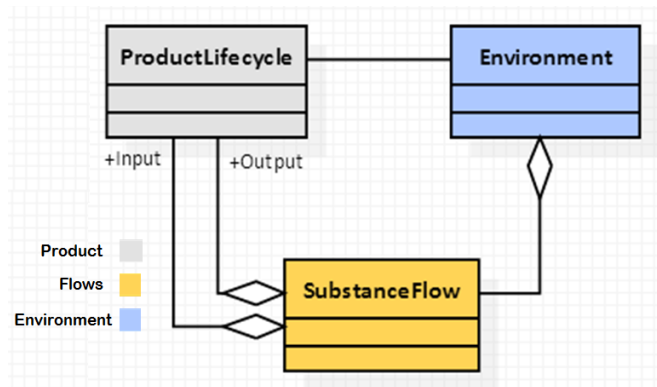 ProductLifecycle
Environment
+Input
+Output
Product
Flows
Environment
SubstanceFlow